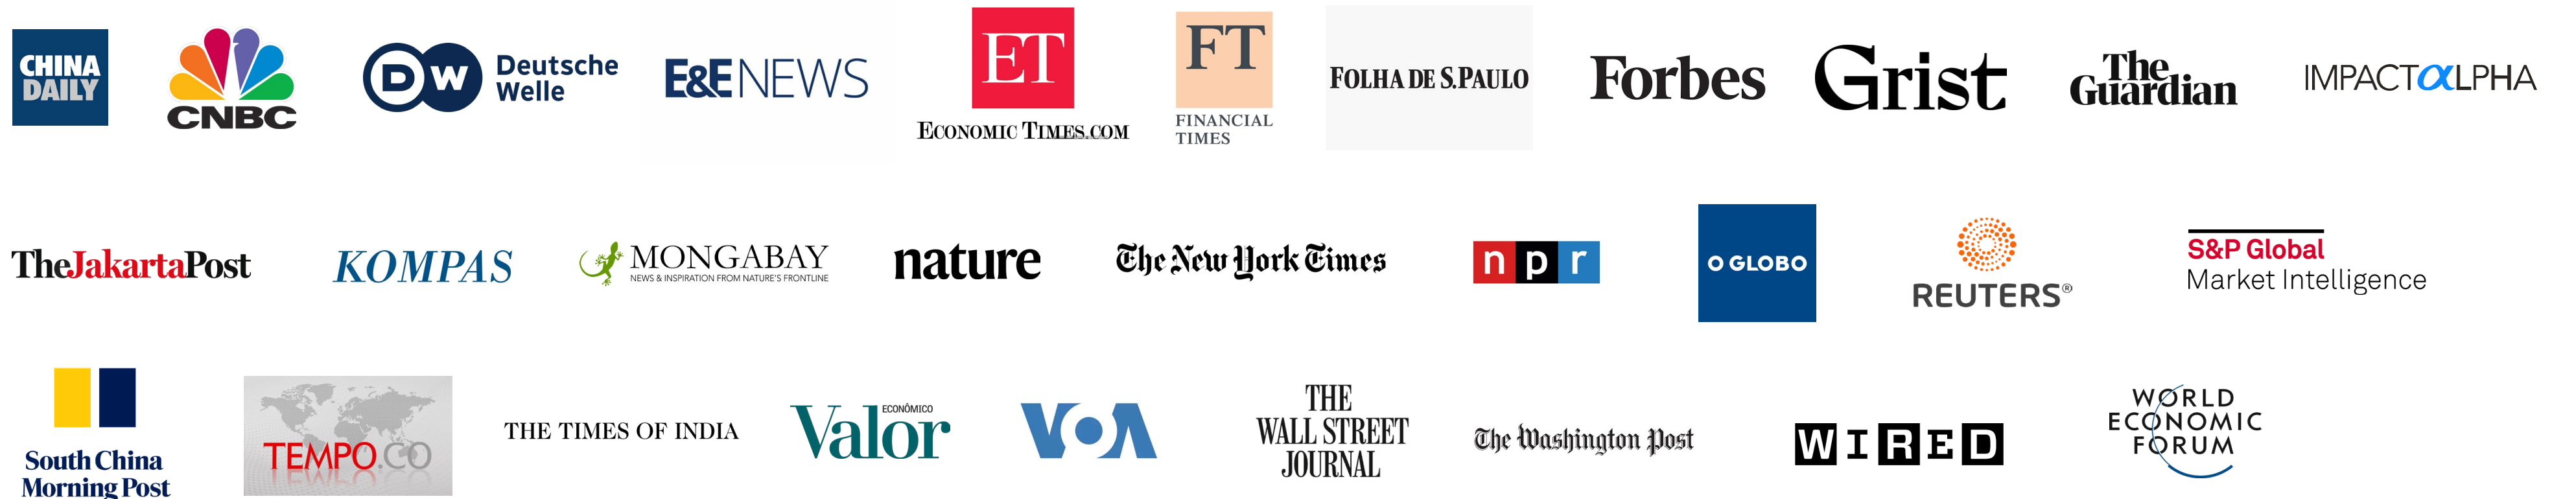 CHINA
DAILY
CNBC
DW Deutsche
Welle
E&E NEWS
ET
ECONOMIC TIMES.COM
FT
FINANCIAL
TIMES
FOLHA DE S.PAULO
Forbes
Grist
The
Guardian
IMPACTαLPHA
TheJakartaPost
KOMPAS
MONGABAY
NEWS & INSPIRATION FROM NATURE'S FRONTLINE
nature
The New York Times
npr
O GLOBO
REUTERS®
S&P Global
Market Intelligence
South China
Morning Post
TEMPO.CO
THE TIMES OF INDIA
ECONÔMICO
Valor
VOA
THE
WALL STREET
JOURNAL
The Washington Post
WIRED
WORLD
ECONOMIC
FORUM